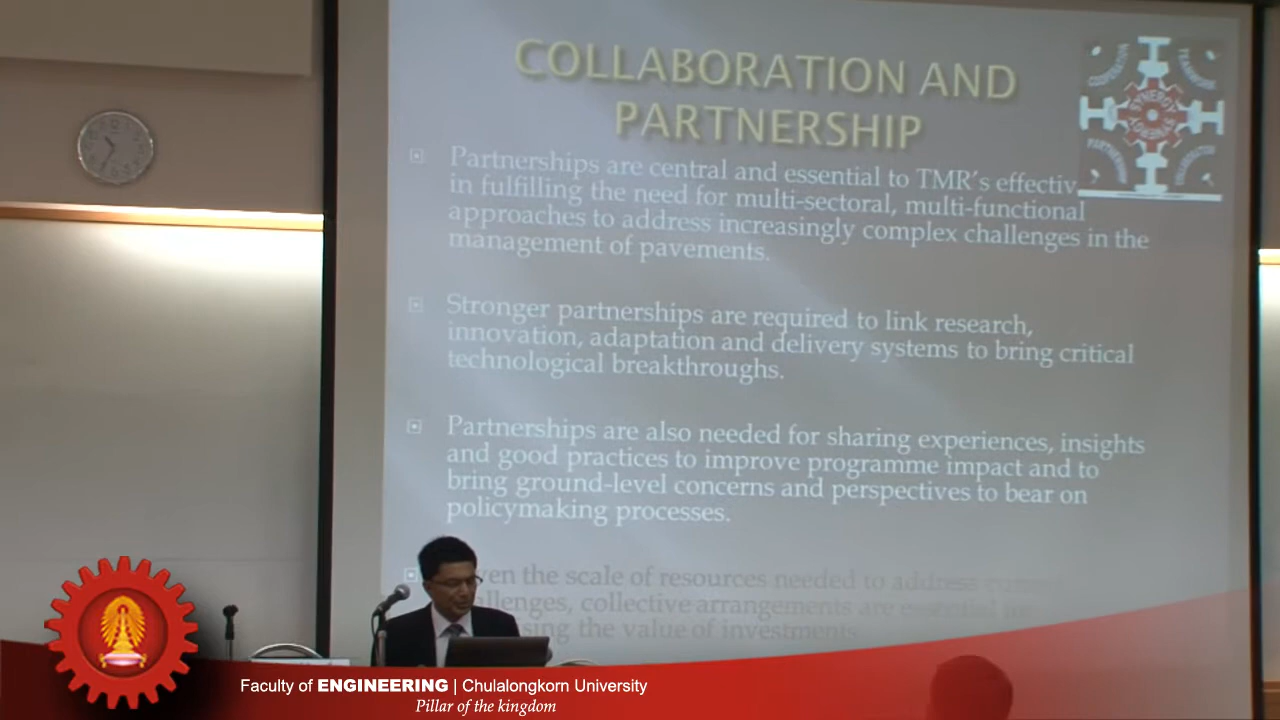 COLLABORATION AND
PARTNERSHIP
SYNERGY
Partnerships are central and essential to TMR's effectiv
in fulfilling the need for multi-sectoral, multi-functional
approaches to address increasingly complex challenges in the
management of pavements.
Stronger partnerships are required to link research,
innovation, adaptation and delivery systems to bring critical
technological breakthroughs.
Partnerships are also needed for sharing experiences, insights
and good practices to improve programme impact and to
bring ground-level concerns and perspectives to bear on
policymaking processes.
the scale of resources needed to address
collective arrangements are essential
the value of investments
Faculty of ENGINEERING | Chulalongkorn University
Pillar of the kingdom